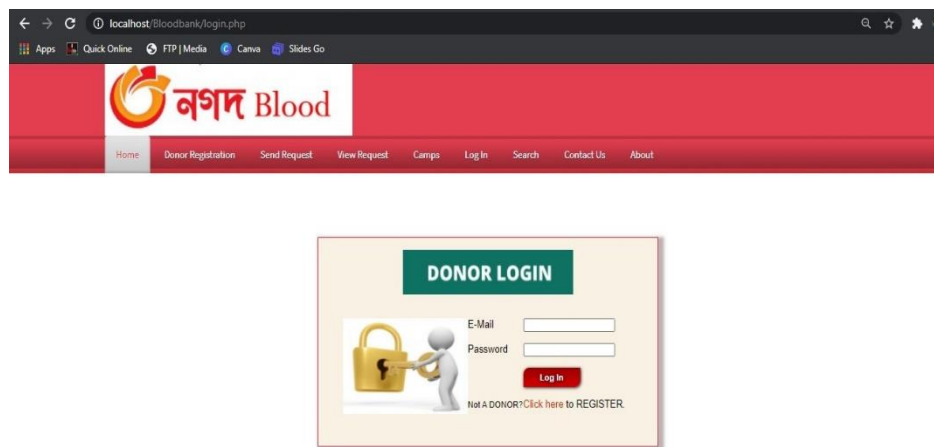 localhost/Bloodbank/login.php
Apps Quick Online FTP | Media Canva Slides Go
নগদ Blood
Home Donor Registration Send Request View Request Camps Log In Search Contact Us About
DONOR LOGIN
E-Mail
Password
Log In
Not A DONOR?Click here to REGISTER.